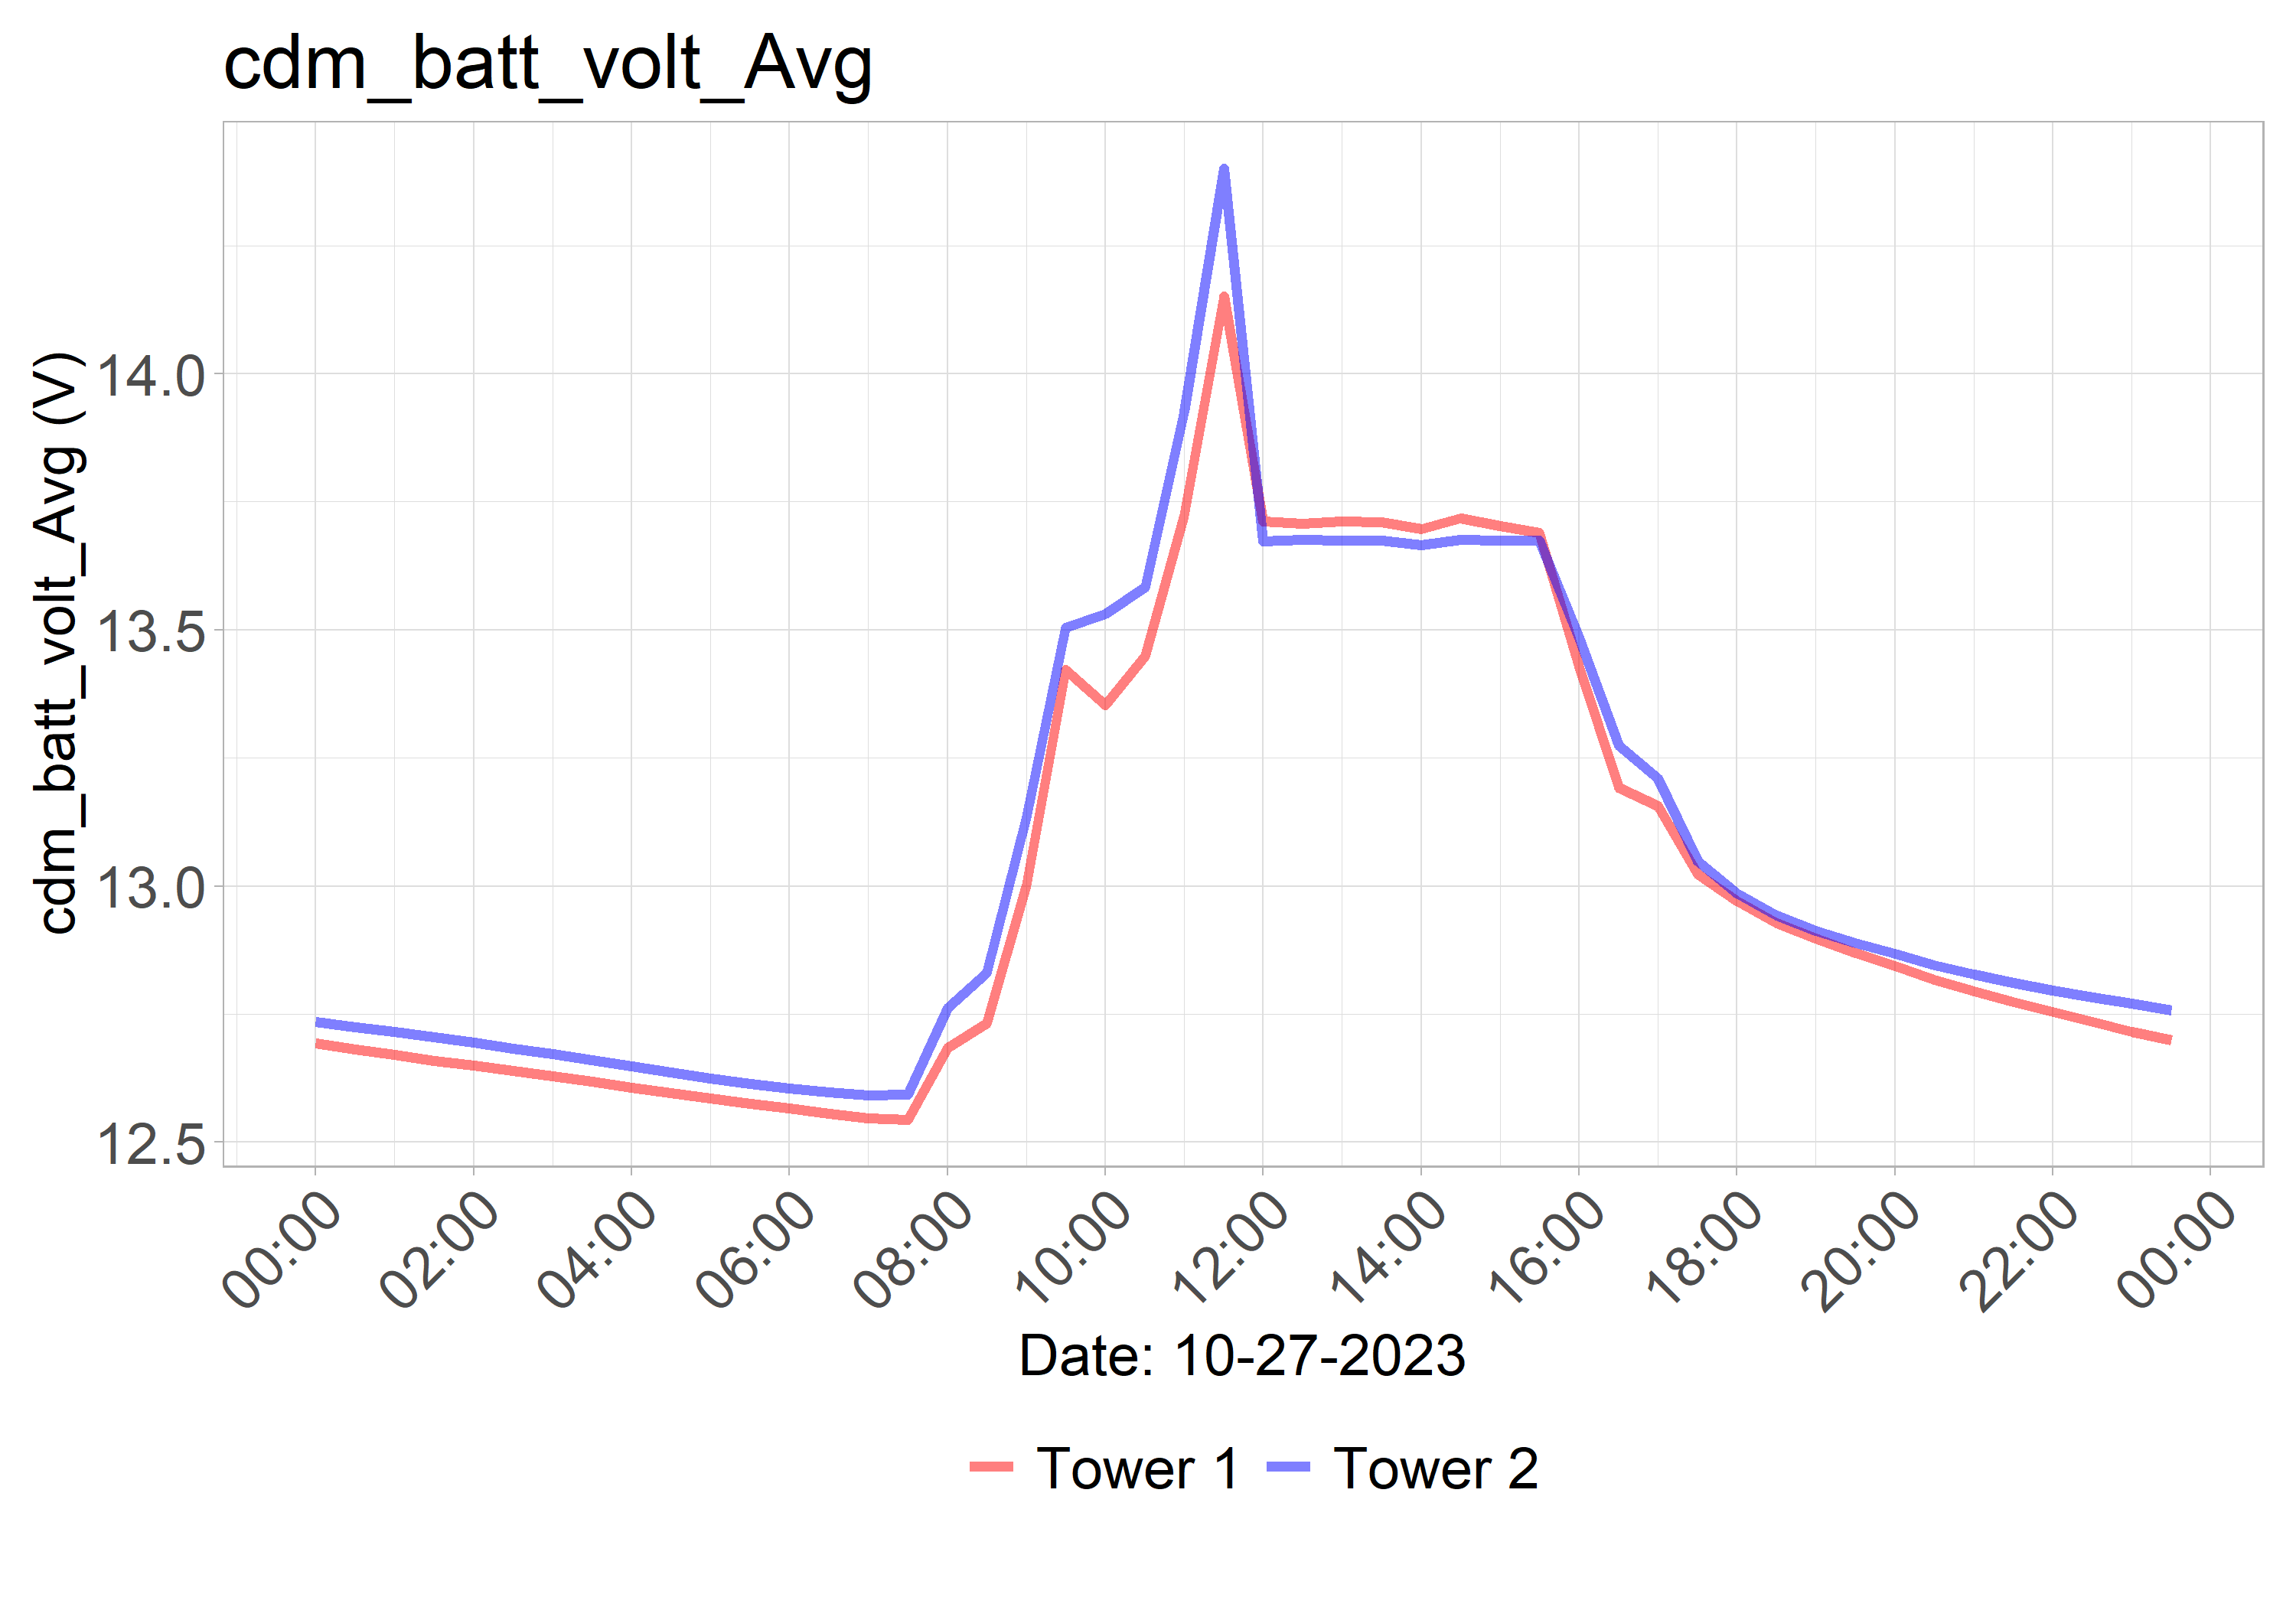 cdm_batt_volt_Avg
cdm_batt_volt_Avg (V)
14.0
13.5
13.0
12.5
00:00 02:00 04:00 06:00 08:00 10:00 12:00 14:00 16:00 18:00 20:00 22:00 00:00
Date: 10-27-2023
Tower 1 Tower 2